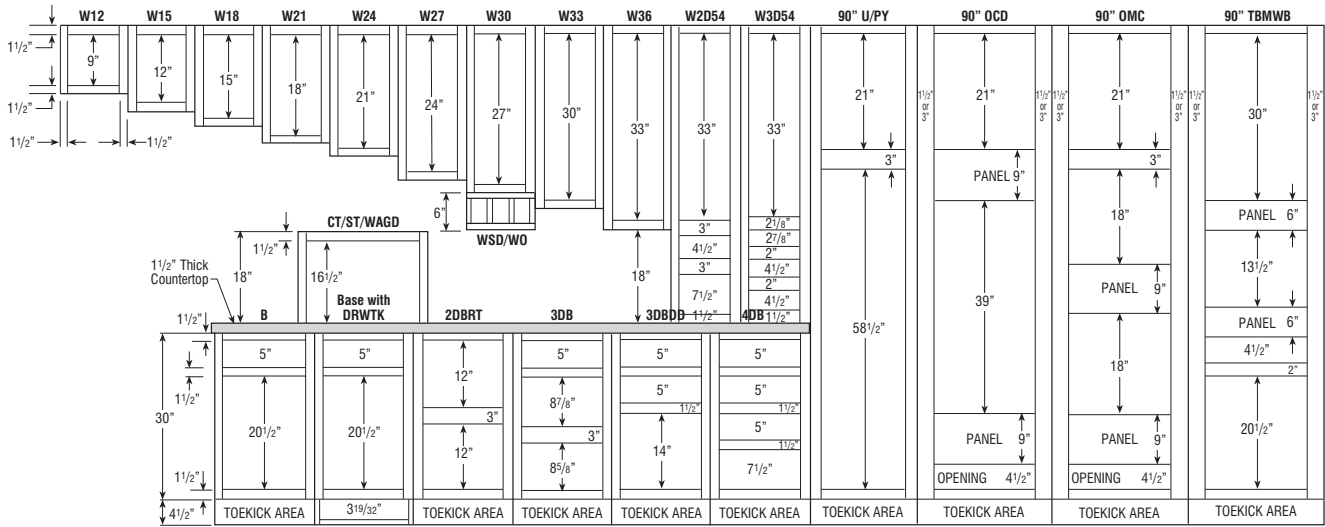 W12 W15 W18 W21 W24 W27 W30 W33 W36 W2D54 W3D54 90” U/PY 90” OCD 90” OMC 90” TBMWB
11/2”
9”
12”
15”
18”
21”
24”
27”
30”
33”
33”
33”
21”
21”
21”
30”
11/2” or 3”
11/2” or 3”
11/2” or 3”
11/2” or 3”
11/2”
11/2”
11/2”
3”
PANEL 9”
3”
6”
WSD/WO
CT/ST/WAGD
11/2”
18”
161/2”
11/2” Thick
Countertop
18”
3”
41/2”
3”
71/2”
11/2”
21/8”
27/8”
2”
41/2”
2”
41/2”
11/2”
581/2”
39”
18”
PANEL 9”
18”
PANEL 6”
131/2”
PANEL 6”
41/2”
2”
201/2”
B
Base with
DRWTK
2DBRT
3DB
3DBDD
4DB
11/2”
5”
5”
12”
5”
5”
5”
11/2”
30”
201/2”
201/2”
3”
12”
87/8”
3”
85/8”
5”
11/2”
14”
5”
11/2”
5”
11/2”
71/2”
PANEL 9”
PANEL 9”
11/2”
OPENING 41/2”
OPENING 41/2”
41/2”
TOEKICK AREA
319/32”
TOEKICK AREA
TOEKICK AREA
TOEKICK AREA
TOEKICK AREA
TOEKICK AREA
TOEKICK AREA
TOEKICK AREA
TOEKICK AREA